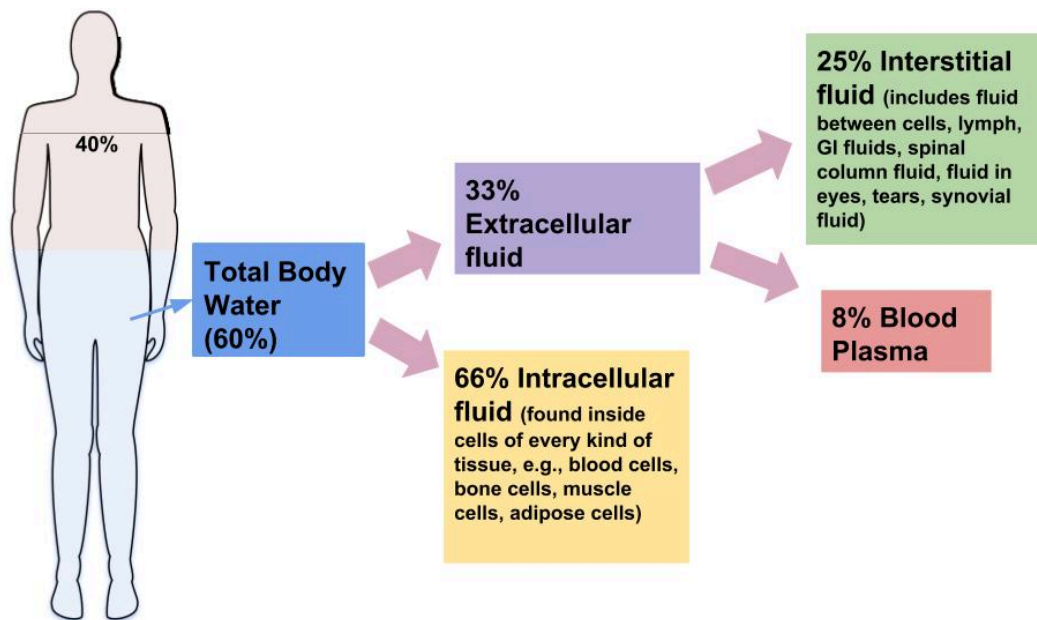 40%
Total Body
Water
(60%)
33%
Extracellular
fluid
66% Intracellular
fluid (found inside
cells of every kind of
tissue, e.g., blood cells,
bone cells, muscle
cells, adipose cells)
25% Interstitial
fluid (includes fluid
between cells, lymph,
GI fluids, spinal
column fluid, fluid in
eyes, tears, synovial
fluid)
8% Blood
Plasma